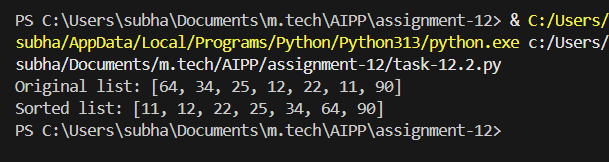 PS C:\Users\subha\Documents\m.tech\AIPP\assignment-12> & C:/Users/
subha/AppData/Local/Programs/Python/Python313/python.exe c:/Users/
subha/Documents/m.tech/AIPP/assignment-12/task-12.2.py
Original list: [64, 34, 25, 12, 22, 11, 90]
Sorted list: [11, 12, 22, 25, 34, 64, 90]
PS C:\Users\subha\Documents\m.tech\AIPP\assignment-12>